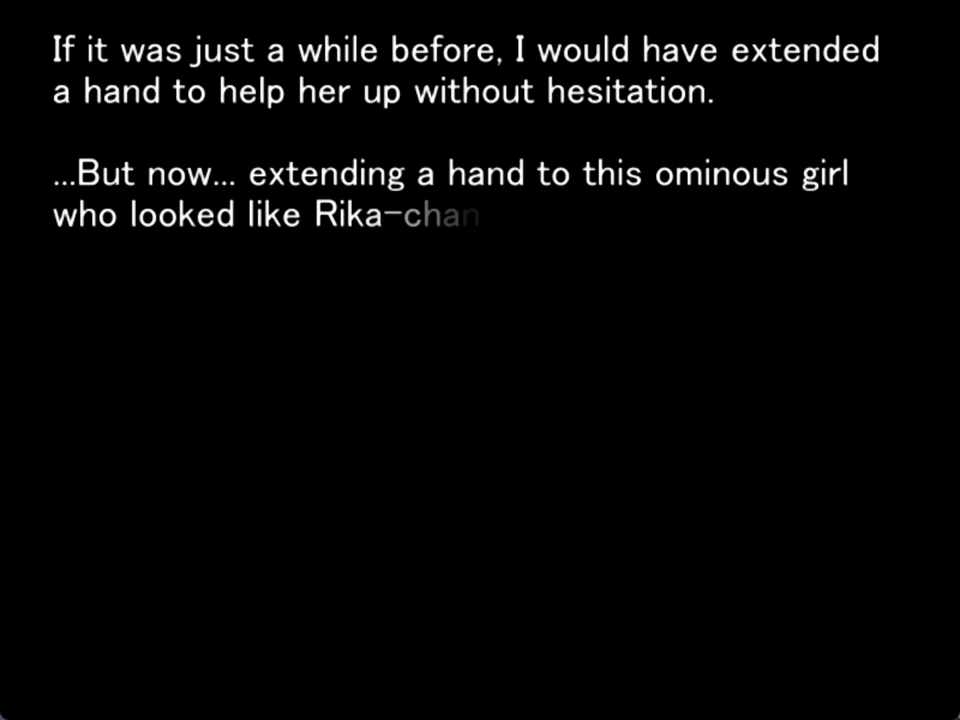 If it was just a while before, I would have extended
a hand to help her up without hesitation.
...But now... extending a hand to this ominous girl
who looked like Rika-chan